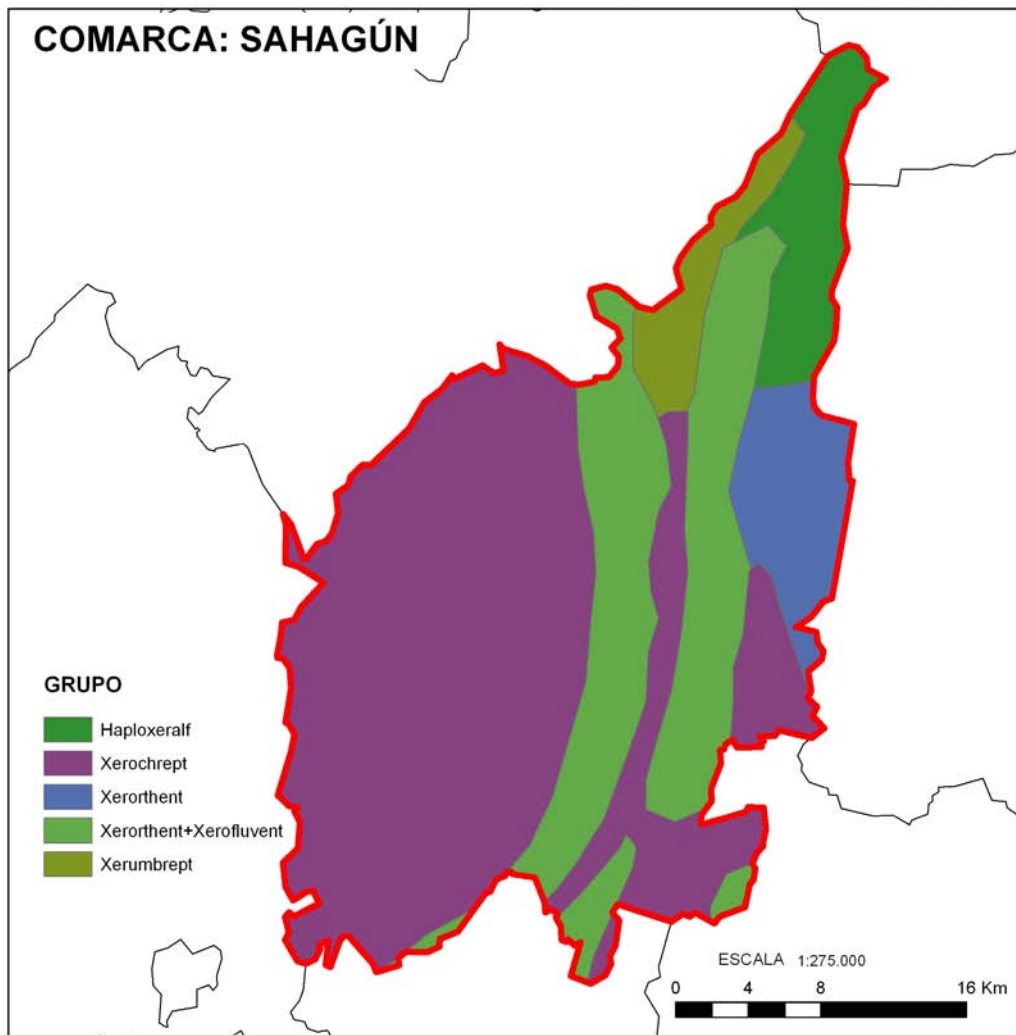 COMARCA: SAHAGÚN
GRUPO
Haploxeralf
Xerochrept
Xerorthent
Xerorthent+Xerofluvent
Xerumbrept
ESCALA 1:275.000
0 4 8 16 Km